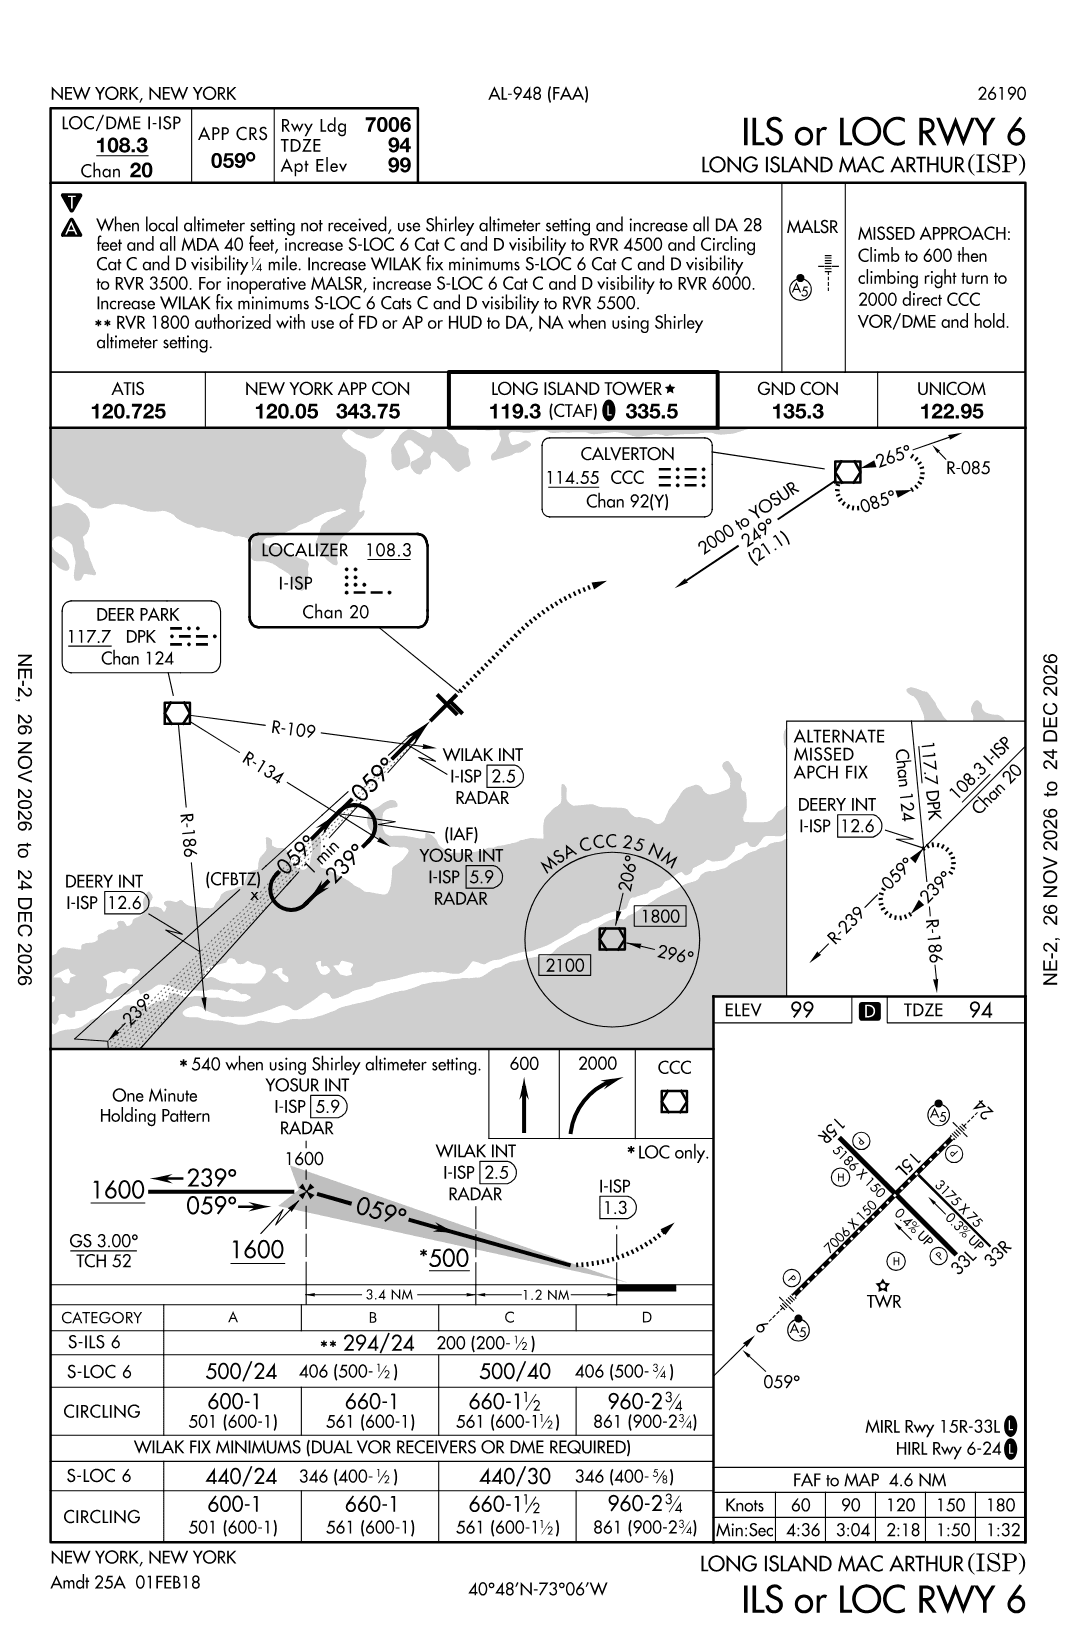 NEW YORK, NEW YORK
AL-948 (FAA)
26190
LOC/DME I-ISP
108.3
Chan 20
APP CRS
059°
Rwy Ldg 7006
TDZE 94
Apt Elev 99
ILS or LOC RWY 6
LONG ISLAND MAC ARTHUR (ISP)
T
A
When local altimeter setting not received, use Shirley altimeter setting and increase all DA 28
feet and all MDA 40 feet, increase S-LOC 6 Cat C and D visibility to RVR 4500 and Circling
Cat C and D visibility ¼ mile. Increase WILAK fix minimums S-LOC 6 Cat C and D visibility
to RVR 3500. For inoperative MALSR, increase S-LOC 6 Cat C and D visibility to RVR 6000.
Increase WILAK fix minimums S-LOC 6 Cats C and D visibility to RVR 5500.
** RVR 1800 authorized with use of FD or AP or HUD to DA, NA when using Shirley
altimeter setting.
MALSR
A5
MISSED APPROACH:
Climb to 600 then
climbing right turn to
2000 direct CCC
VOR/DME and hold.
ATIS
120.725
NEW YORK APP CON
120.05 343.75
LONG ISLAND TOWER ★
119.3 (CTAF) L 335.5
GND CON
135.3
UNICOM
122.95
CALVERTON
114.55 CCC
Chan 92(Y)
265°
R-085
085°
2000 to YOSUR
249°
(21.1)
LOCALIZER 108.3
I-ISP
Chan 20
DEER PARK
117.7 DPK
Chan 124
R-109
R-134
R-186
WILAK INT
I-ISP 2.5
RADAR
059°
059°
1 min
239°
(IAF)
YOSUR INT
I-ISP 5.9
RADAR
(CFBTZ)
x
DEERY INT
I-ISP 12.6
239°
MSA CCC 25 NM
206°
1800
296°
2100
ALTERNATE
MISSED
APCH FIX
DEERY INT
I-ISP 12.6
117.7 DPK
Chan 124
108.3 I-ISP
Chan 20
059°
239°
R-239
R-186
NE-2, 26 NOV 2026 to 24 DEC 2026
NE-2, 26 NOV 2026 to 24 DEC 2026
ELEV 99
D
TDZE 94
* 540 when using Shirley altimeter setting.
One Minute
Holding Pattern
YOSUR INT
I-ISP 5.9
RADAR
600
2000
CCC
* LOC only.
WILAK INT
I-ISP 2.5
RADAR
I-ISP
1.3
1600
239°
1600
059°
059°
1600
*500
GS 3.00°
TCH 52
3.4 NM
1.2 NM
A5
24
15R
P
5186 X 150
H
15L
P
3175 X 75
0.3% UP
7006 X 150
0.4% UP
P
33L
33R
H
TWR
P
6
A5
059°
MIRL Rwy 15R-33L L
HIRL Rwy 6-24 L
CATEGORY A B C D
S-ILS 6 ** 294/24 200 (200-½)
S-LOC 6 500/24 406 (500-½) 500/40 406 (500-¾)
CIRCLING 600-1 660-1 660-1½ 960-2¾
501 (600-1) 561 (600-1) 561 (600-1½) 861 (900-2¾)
WILAK FIX MINIMUMS (DUAL VOR RECEIVERS OR DME REQUIRED)
S-LOC 6 440/24 346 (400-½) 440/30 346 (400-⅝)
CIRCLING 600-1 660-1 660-1½ 960-2¾
501 (600-1) 561 (600-1) 561 (600-1½) 861 (900-2¾)
FAF to MAP 4.6 NM
Knots 60 90 120 150 180
Min:Sec 4:36 3:04 2:18 1:50 1:32
NEW YORK, NEW YORK
Amdt 25A 01FEB18
40°48'N-73°06'W
LONG ISLAND MAC ARTHUR (ISP)
ILS or LOC RWY 6